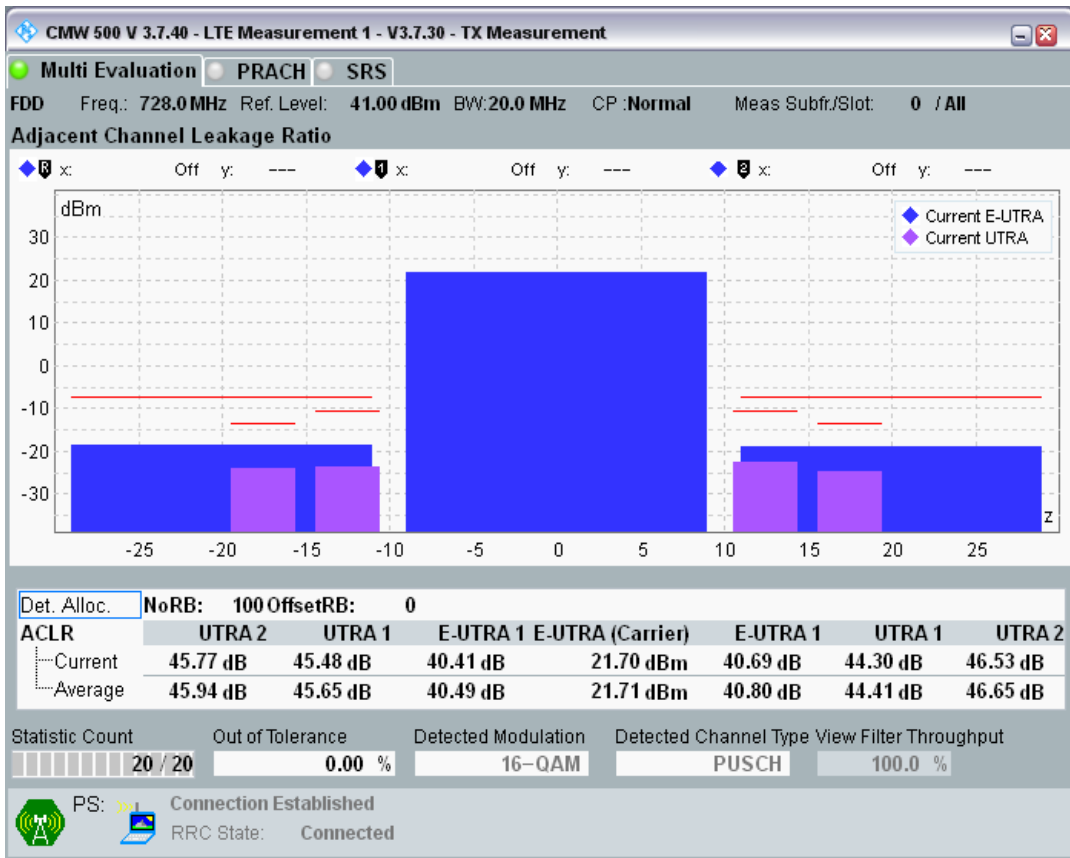 CMW 500 V 3.7.40 - LTE Measurement 1 - V3.7.30 - TX Measurement
Multi Evaluation PRACH SRS
FDD Freq.: 728.0 MHz Ref. Level: 41.00 dBm BW: 20.0 MHz CP : Normal Meas Subfr./Slot: 0 / All
Adjacent Channel Leakage Ratio
R x: Off y: --- 1 x: Off y: --- 2 x: Off y: ---
dBm
Current E-UTRA
Current UTRA
30
20
10
0
-10
-20
-30
z
-25 -20 -15 -10 -5 0 5 10 15 20 25
Det. Alloc. NoRB: 100 OffsetRB: 0
ACLR UTRA 2 UTRA 1 E-UTRA 1 E-UTRA (Carrier) E-UTRA 1 UTRA 1 UTRA 2
Current 45.77 dB 45.48 dB 40.41 dB 21.70 dBm 40.69 dB 44.30 dB 46.53 dB
Average 45.94 dB 45.65 dB 40.49 dB 21.71 dBm 40.80 dB 44.41 dB 46.65 dB
Statistic Count Out of Tolerance Detected Modulation Detected Channel Type View Filter Throughput
20 / 20 0.00 % 16-QAM PUSCH 100.0 %
PS: Connection Established
RRC State: Connected